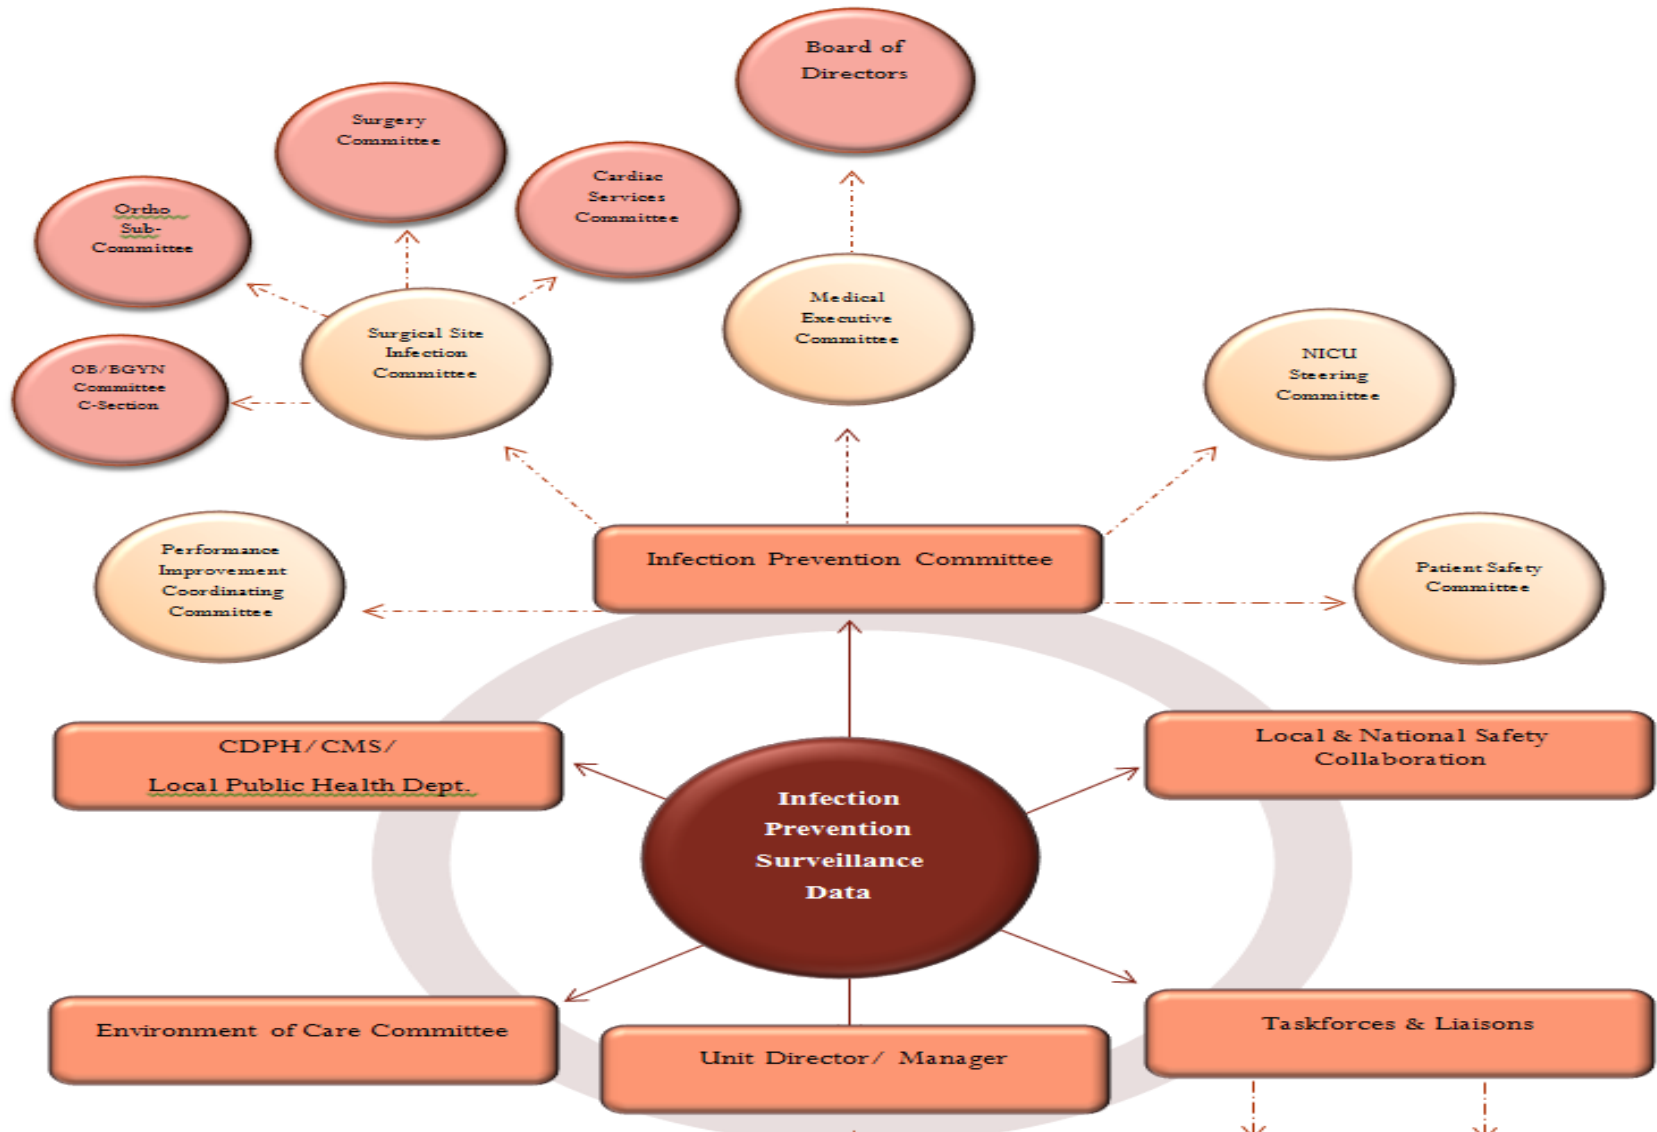 Board of
Directors
Surgery
Committee
Cardiac
Services
Committee
Ortho
Sub-
Committee
Medical
Executive
Committee
Surgical Site
Infection
Committee
NICU
Steering
Committee
OB/BGYN
Committee
C-Section
Performance
Improvement
Coordinating
Committee
Infection Prevention Committee
Patient Safety
Committee
CDPH/CMS/
Local Public Health Dept.
Local & National Safety
Collaboration
Infection
Prevention
Surveillance
Data
Environment of Care Committee
Unit Director/ Manager
Taskforces & Liaisons